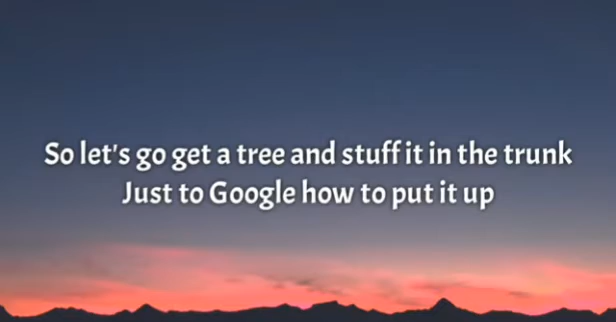 So let's go get a tree and stuff it in the trunk
Just to Google how to put it up